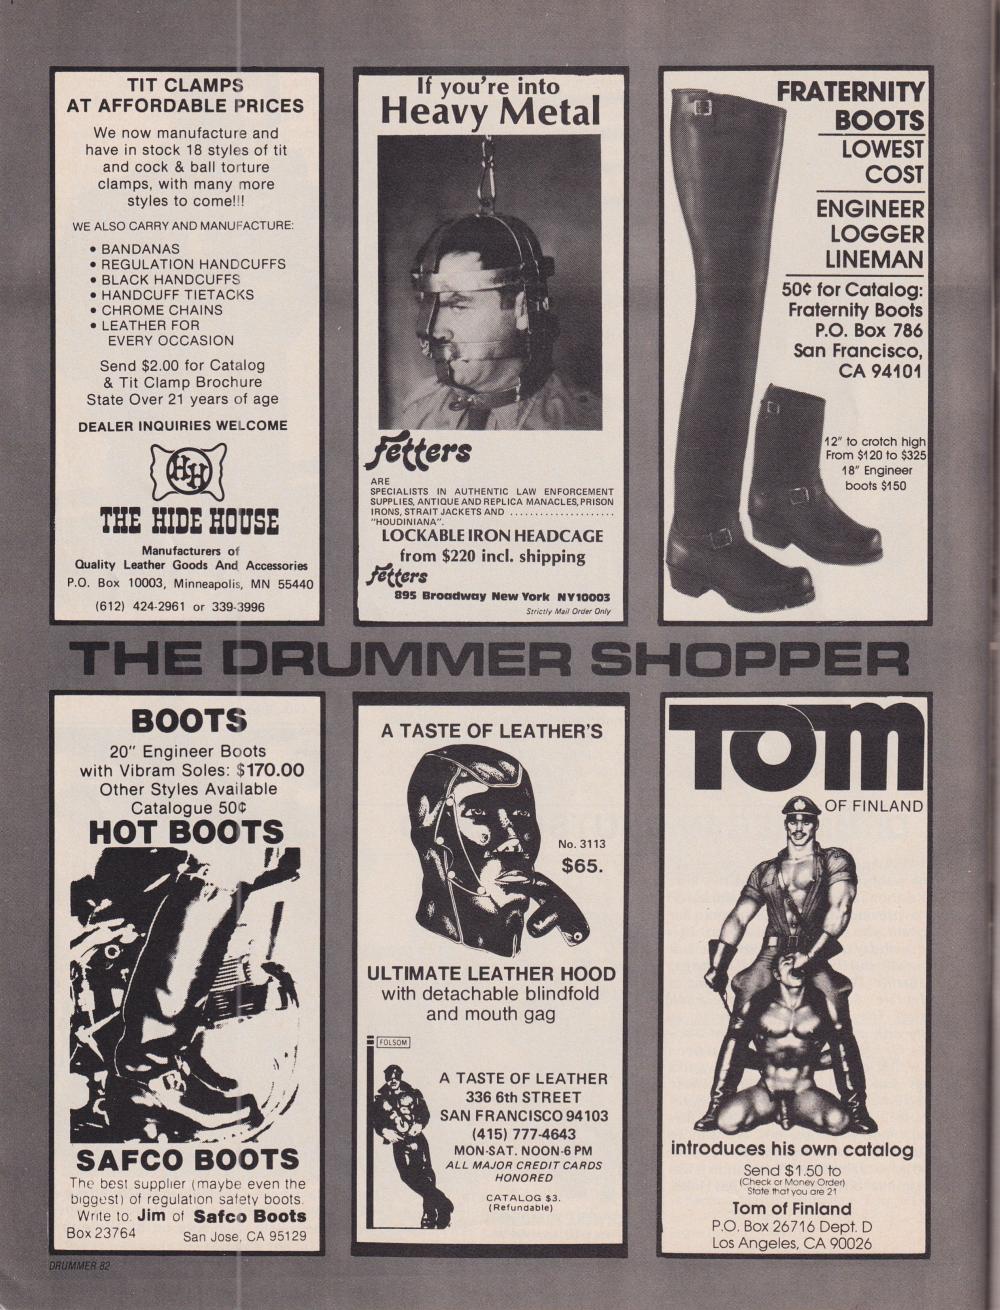 TIT CLAMPS
AT AFFORDABLE PRICES
We now manufacture and
have in stock 18 styles of tit
and cock & ball torture
clamps, with many more
styles to come!!!
WE ALSO CARRY AND MANUFACTURE:
• BANDANAS
• REGULATION HANDCUFFS
• BLACK HANDCUFFS
• HANDCUFF TIETACKS
• CHROME CHAINS
• LEATHER FOR
EVERY OCCASION
Send $2.00 for Catalog
& Tit Clamp Brochure
State Over 21 years of age
DEALER INQUIRIES WELCOME
HH
THE HIDE HOUSE
Manufacturers of
Quality Leather Goods And Accessories
P.O. Box 10003, Minneapolis, MN 55440
(612) 424-2961 or 339-3996
If you're into
Heavy Metal
Fetters
ARE
SPECIALISTS IN AUTHENTIC LAW ENFORCEMENT
SUPPLIES, ANTIQUE AND REPLICA MANACLES, PRISON
IRONS, STRAIT JACKETS AND ....................
"HOUDINIANA".
LOCKABLE IRON HEADCAGE
from $220 incl. shipping
Fetters
895 Broadway New York NY10003
Strictly Mail Order Only
FRATERNITY
BOOTS
LOWEST
COST
ENGINEER
LOGGER
LINEMAN
50¢ for Catalog:
Fraternity Boots
P.O. Box 786
San Francisco,
CA 94101
12" to crotch high
From $120 to $325
18" Engineer
boots $150
THE DRUMMER SHOPPER
BOOTS
20" Engineer Boots
with Vibram Soles: $170.00
Other Styles Available
Catalogue 50¢
HOT BOOTS
SAFCO BOOTS
The best supplier (maybe even the
biggest) of regulation safety boots.
Write to: Jim of Safco Boots
Box 23764 San Jose, CA 95129
A TASTE OF LEATHER'S
No. 3113
$65.
ULTIMATE LEATHER HOOD
with detachable blindfold
and mouth gag
FOLSOM
A TASTE OF LEATHER
336 6th STREET
SAN FRANCISCO 94103
(415) 777-4643
MON-SAT. NOON-6 PM
ALL MAJOR CREDIT CARDS
HONORED
CATALOG $3.
(Refundable)
TOM
OF FINLAND
introduces his own catalog
Send $1.50 to
(Check or Money Order)
State that you are 21
Tom of Finland
P.O. Box 26716 Dept. D
Los Angeles, CA 90026
DRUMMER 82